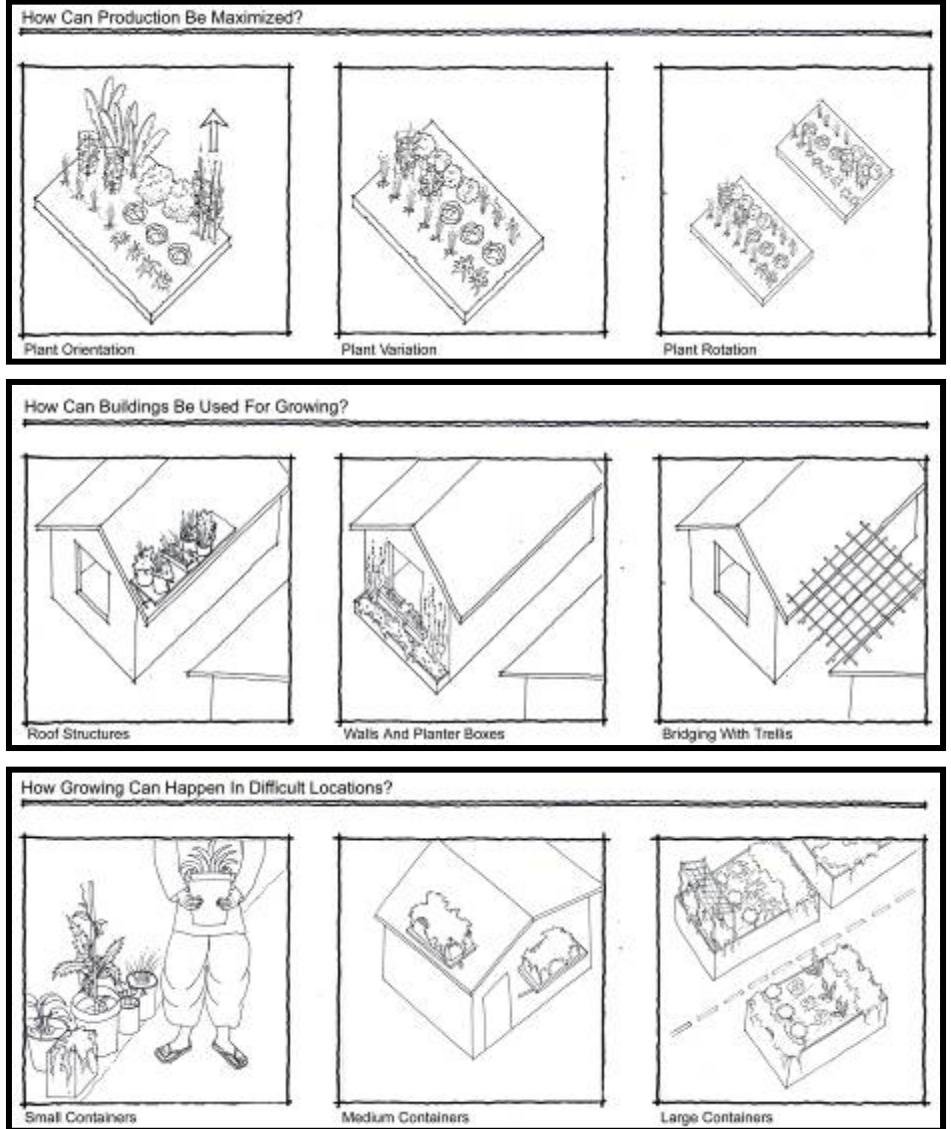 How Can Production Be Maximized?
Plant Orientation
Plant Variation
Plant Rotation
How Can Buildings Be Used For Growing?
Roof Structures
Walls And Planter Boxes
Bridging With Trellis
How Growing Can Happen In Difficult Locations?
Small Containers
Medium Containers
Large Containers